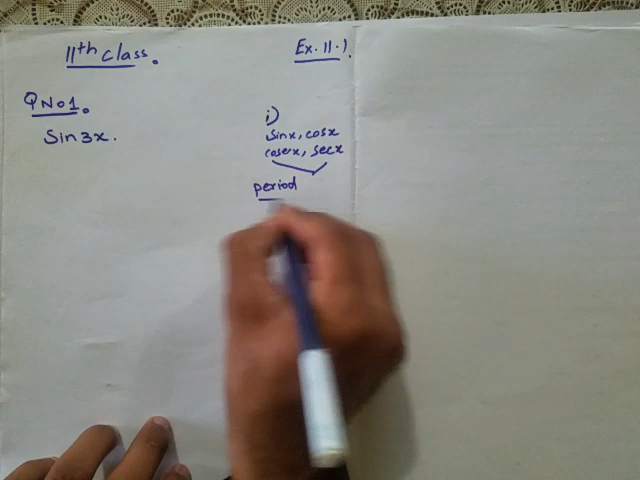 11th class.
Ex. 11.1.
Q No 1.
Sin 3x.
i)
sinx, cosx
cosecx, secx
period